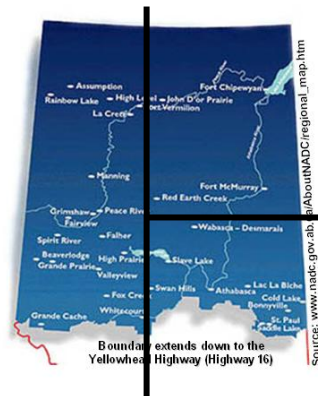 Assumption
Fort Chipewyan
Rainbow Lake
High Level
John D'or Prairie
Fort Vermilion
La Crete
Manning
Fort McMurray
Red Earth Creek
Grimshaw
Peace River
Fairview
Wabasca - Desmarais
Spirit River
Falher
Beaverlodge
High Prairie
Slave Lake
Grande Prairie
Valleyview
Lac La Biche
Swan Hills
Athabasca
Cold Lake
Fox Creek
Bonnyville
Whitecourt
St. Paul
Grande Cache
Saddle Lake
Boundary extends down to the
Yellowhead Highway (Highway 16)
Source: www.nadc.gov.ab.ca/AboutNADC/regional_map.htm